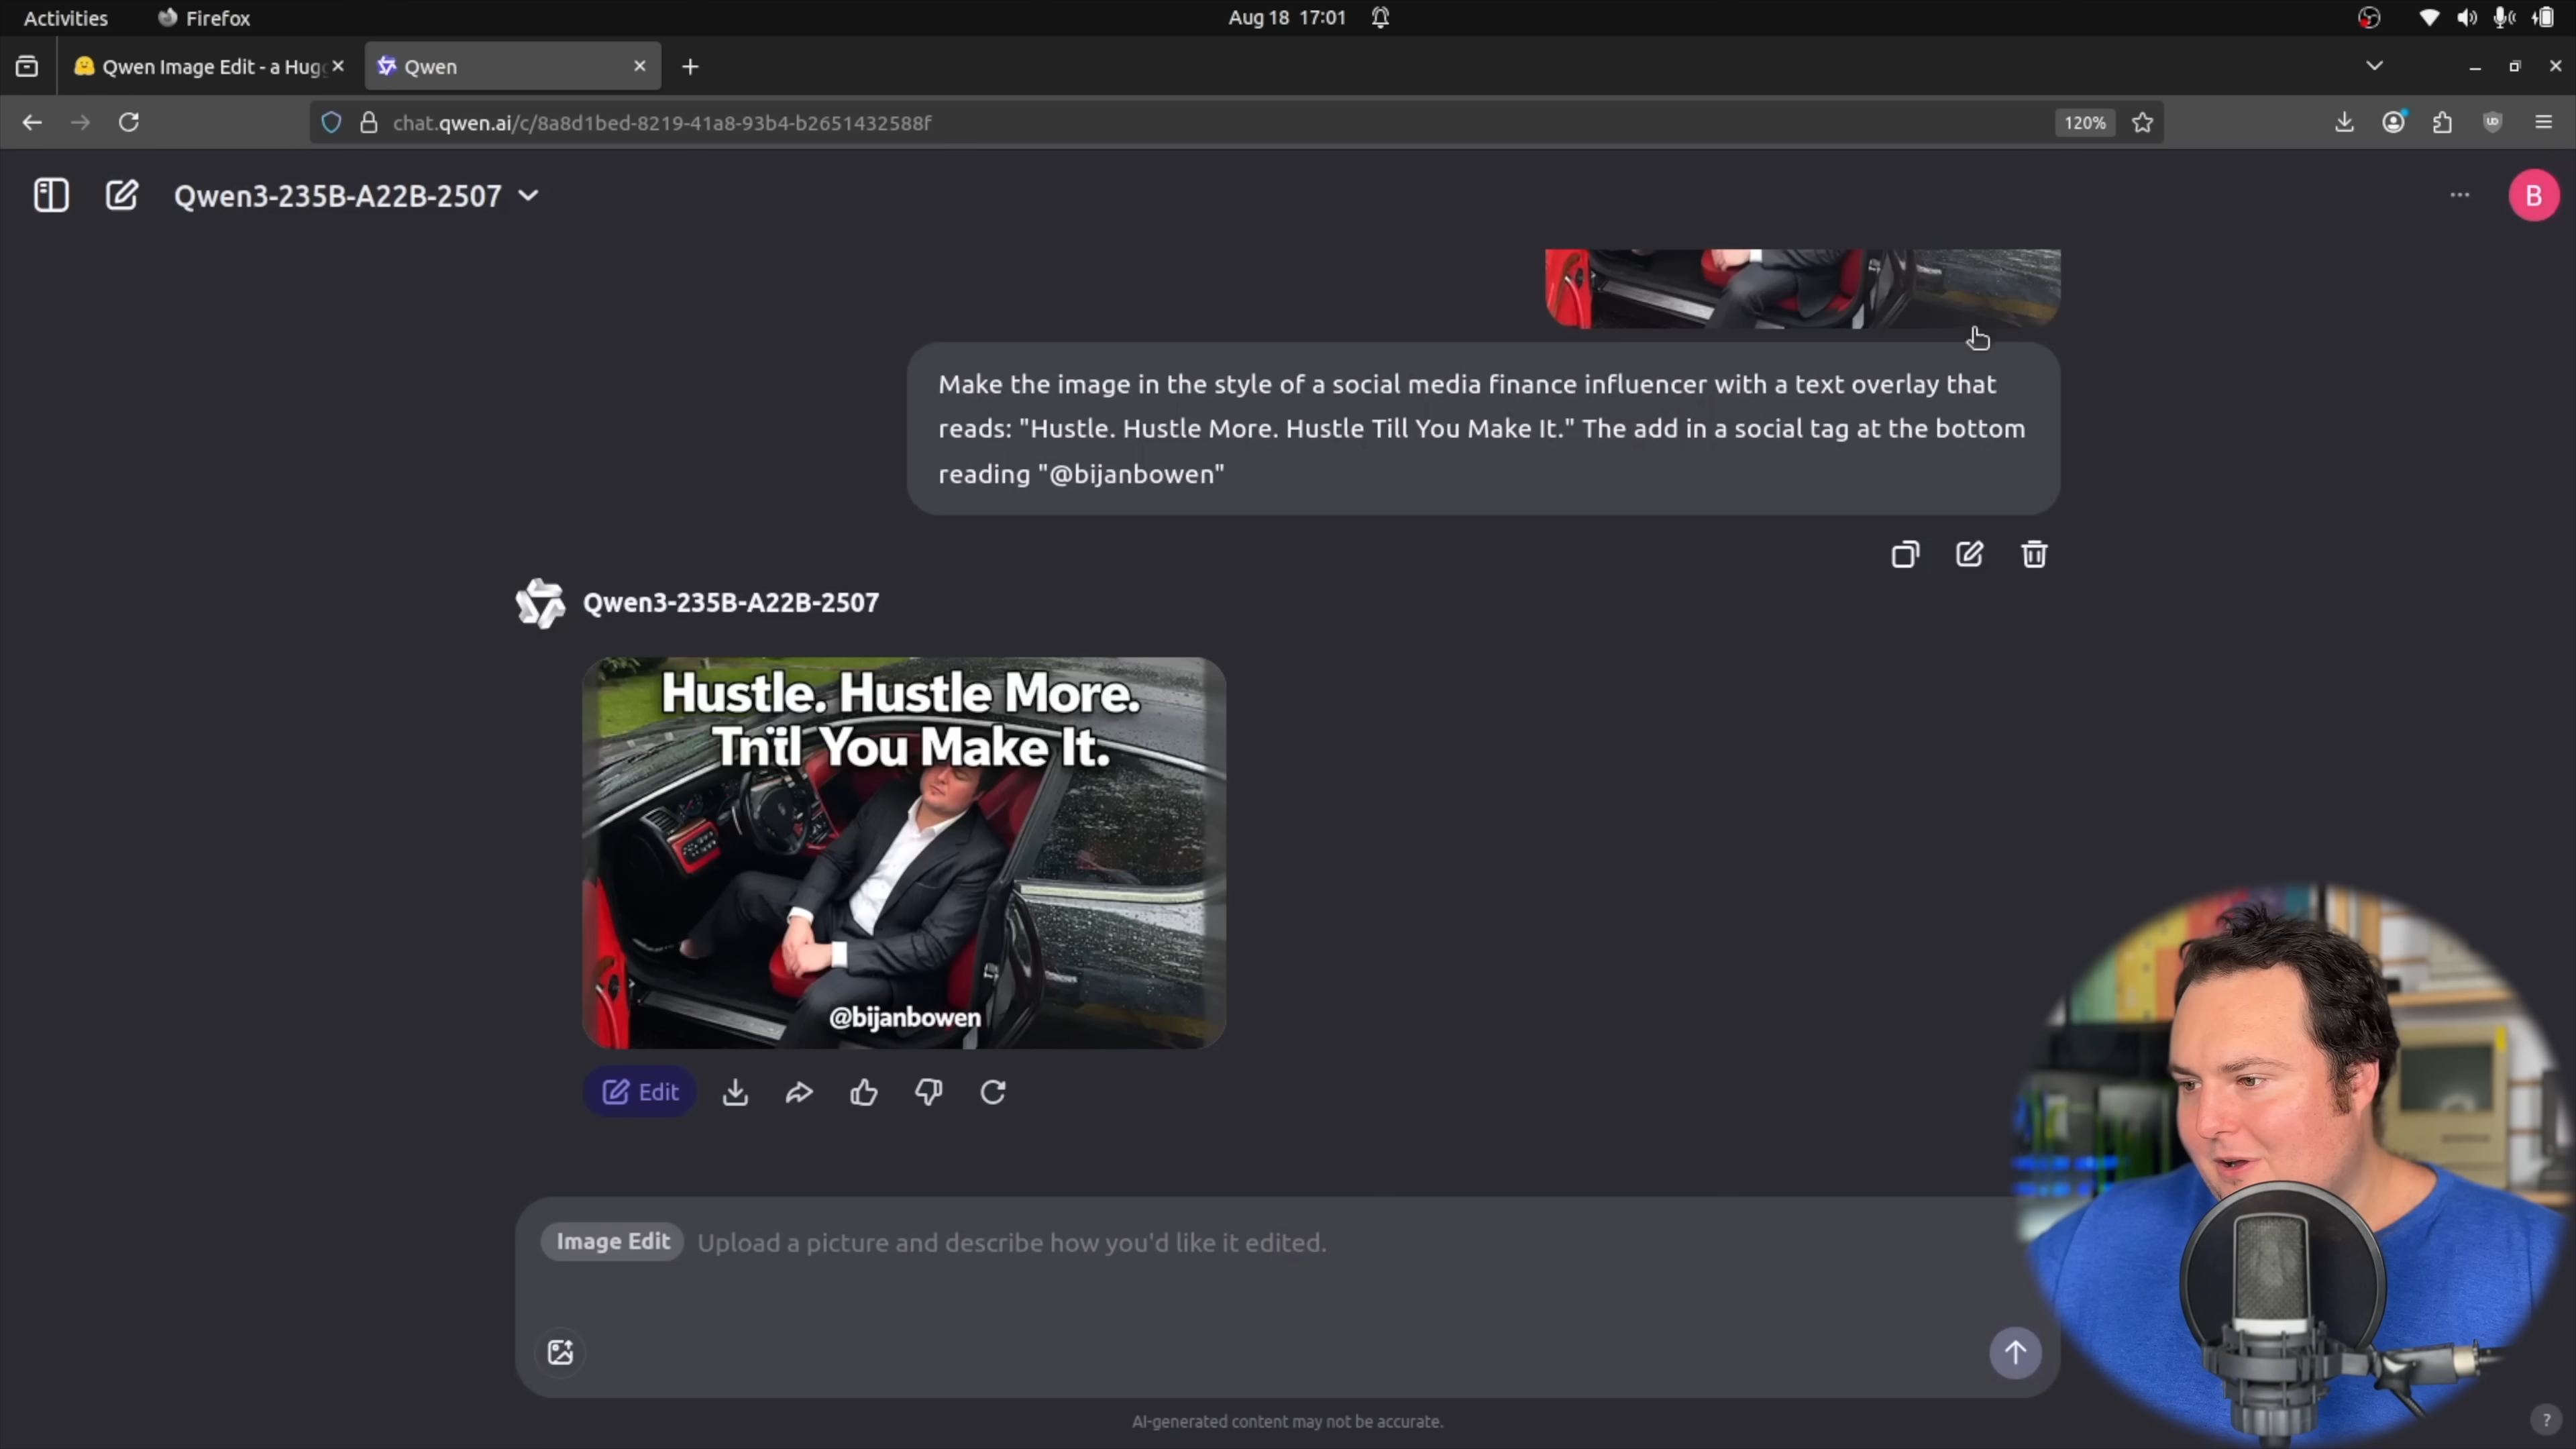 Activities
Firefox
Aug 18 17:01
Qwen Image Edit - a Hugg
Qwen
chat.qwen.ai/c/8a8d1bed-8219-41a8-93b4-b2651432588f
120%
Qwen3-235B-A22B-2507
B
Make the image in the style of a social media finance influencer with a text overlay that
reads: "Hustle. Hustle More. Hustle Till You Make It." The add in a social tag at the bottom
reading "@bijanbowen"
Qwen3-235B-A22B-2507
Hustle. Hustle More.
Tnïl You Make It.
@bijanbowen
Edit
Image Edit
Upload a picture and describe how you'd like it edited.
AI-generated content may not be accurate.
?